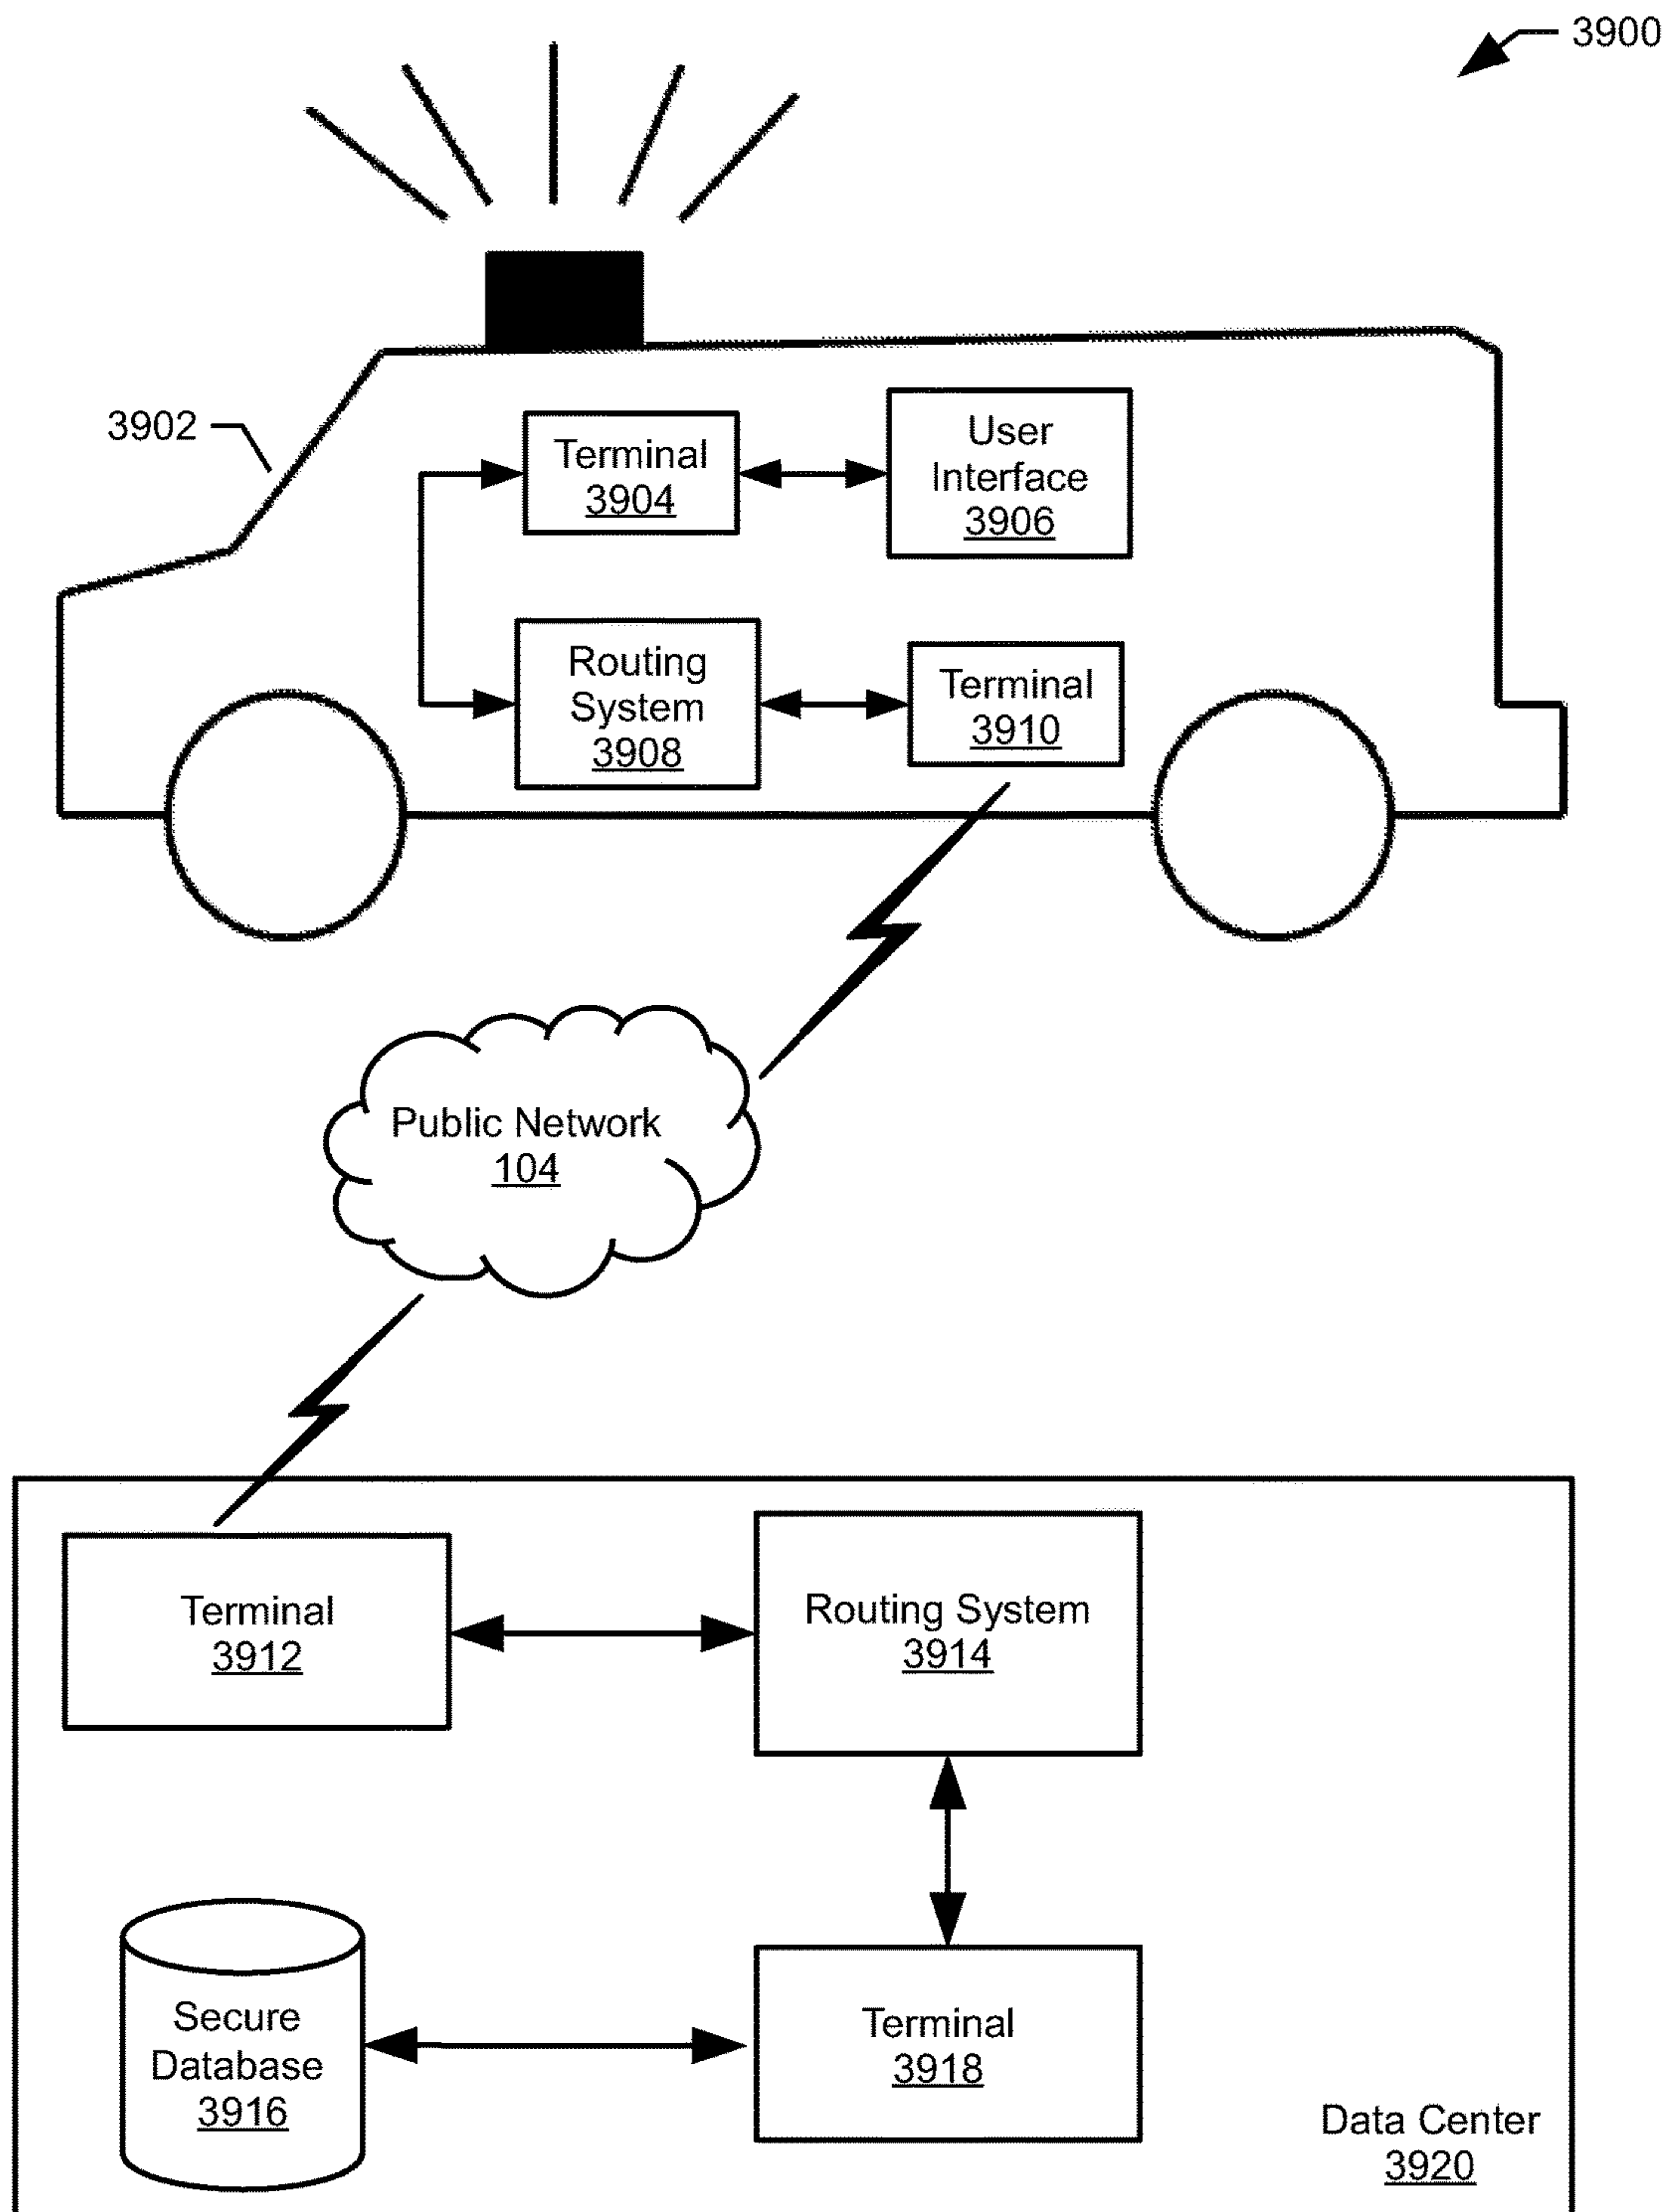 3900
3902
Terminal
3904
User
Interface
3906
Routing
System
3908
Terminal
3910
Public Network
104
Terminal
3912
Routing System
3914
Secure
Database
3916
Terminal
3918
Data Center
3920